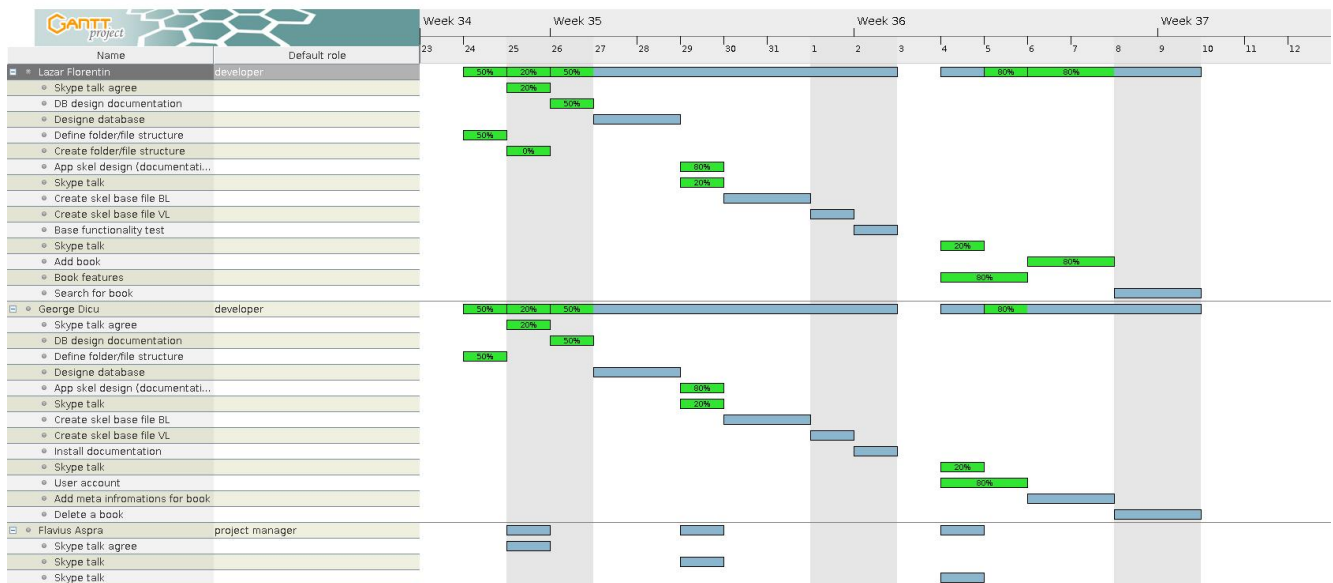 GANTT project
Week 34 Week 35 Week 36 Week 37
Name Default role
23 24 25 26 27 28 29 30 31 1 2 3 4 5 6 7 8 9 10 11 12
Lazar Florentin developer 50% 20% 50% 80% 80%
Skype talk agree 20%
DB design documentation 50%
Designe database
Define folder/file structure 50%
Create folder/file structure 0%
App skel design (documentati... 80%
Skype talk 20%
Create skel base file BL
Create skel base file VL
Base functionality test
Skype talk 20%
Add book 80%
Book features 80%
Search for book
George Dicu developer 50% 20% 50% 80%
Skype talk agree 20%
DB design documentation 50%
Define folder/file structure 50%
Designe database
App skel design (documentati... 80%
Skype talk 20%
Create skel base file BL
Create skel base file VL
Install documentation
Skype talk 20%
User account 80%
Add meta infromations for book
Delete a book
Flavius Aspra project manager
Skype talk agree
Skype talk
Skype talk